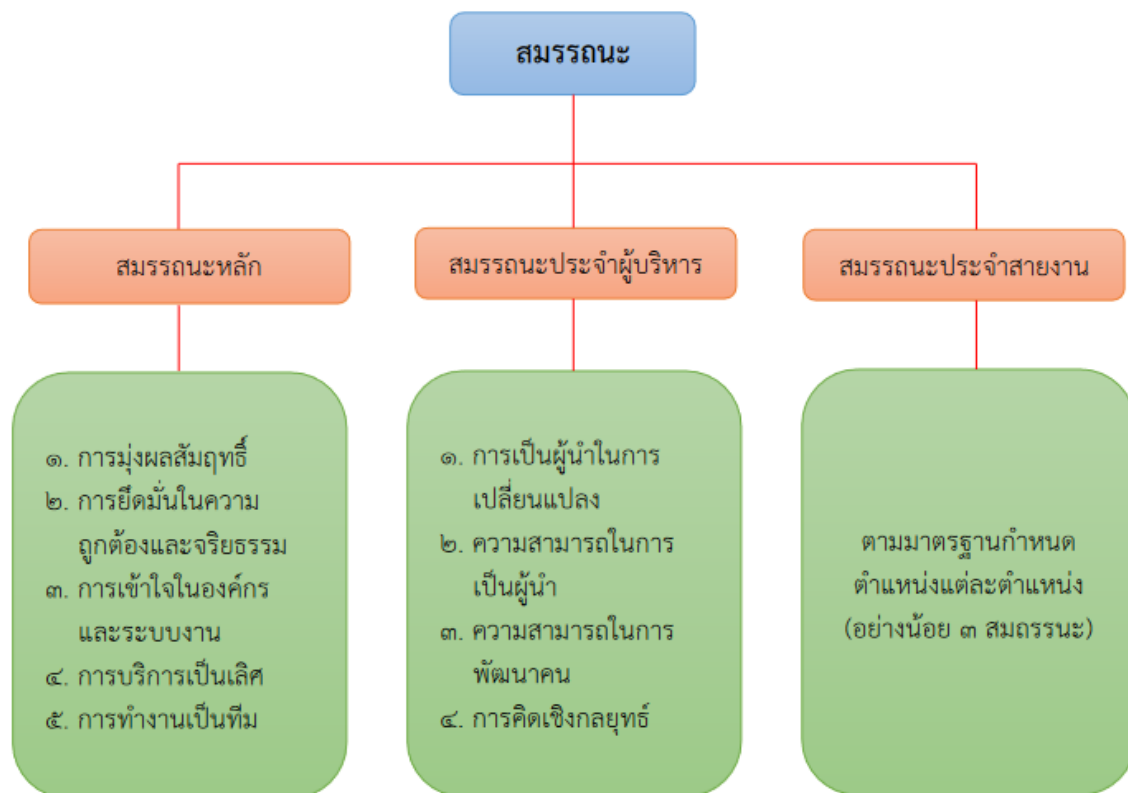 สมรรถนะ
สมรรถนะหลัก
๑. การมุ่งผลสัมฤทธิ์
๒. การยึดมั่นในความ
ถูกต้องและจริยธรรม
๓. การเข้าใจในองค์กร
และระบบงาน
๔. การบริการเป็นเลิศ
๕. การทำงานเป็นทีม
สมรรถนะประจำผู้บริหาร
๑. การเป็นผู้นำในการ
เปลี่ยนแปลง
๒. ความสามารถในการ
เป็นผู้นำ
๓. ความสามารถในการ
พัฒนาคน
๔. การคิดเชิงกลยุทธ์
สมรรถนะประจำสายงาน
ตามมาตรฐานกำหนด
ตำแหน่งแต่ละตำแหน่ง
(อย่างน้อย ๓ สมถรรนะ)